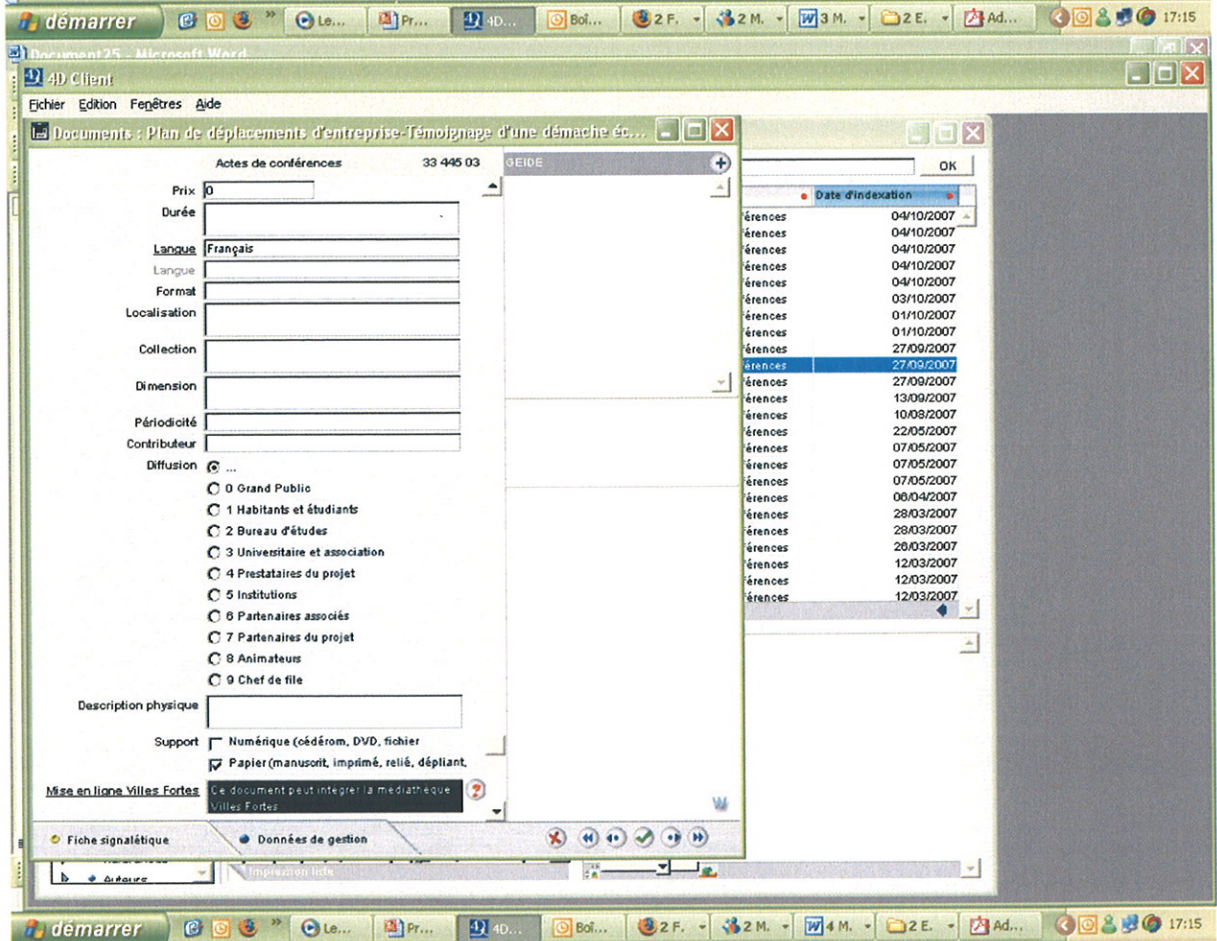 démarrer » Le... Pr... 4D... Boî... 2 F. 2 M. 3 M. 2 E. Ad... 17:15
Document25 - Microsoft Word
4D Client
Fichier Edition Fenêtres Aide
Documents : Plan de déplacements d'entreprise-Témoignage d'une démache éc...
Actes de conférences 33 445 03 GEIDE OK
Prix 0
Date d'indexation
Durée
Langue Français
Langue
Format
Localisation
Collection
Dimension
Périodicité
Contributeur
Diffusion ...
0 Grand Public
1 Habitants et étudiants
2 Bureau d'études
3 Universitaire et association
4 Prestataires du projet
5 Institutions
6 Partenaires associés
7 Partenaires du projet
8 Animateurs
9 Chef de file
Description physique
Support Numérique (cédérom, DVD, fichier
Papier (manuscrit, imprimé, relié, dépliant,
Mise en ligne Villes Fortes Ce document peut intégrer la médiathèque
Villes Fortes
Fiche signalétique Données de gestion
férences 04/10/2007
férences 04/10/2007
férences 04/10/2007
férences 04/10/2007
férences 04/10/2007
férences 03/10/2007
férences 01/10/2007
férences 01/10/2007
férences 27/09/2007
férences 27/09/2007
férences 27/09/2007
férences 13/09/2007
férences 10/08/2007
férences 22/05/2007
férences 07/05/2007
férences 07/05/2007
férences 07/05/2007
férences 06/04/2007
férences 28/03/2007
férences 28/03/2007
férences 26/03/2007
férences 12/03/2007
férences 12/03/2007
férences 12/03/2007
Auteurs Impression liste
démarrer » Le... Pr... 4D... Boî... 2 F. 2 M. 4 M. 2 E. Ad... 17:15